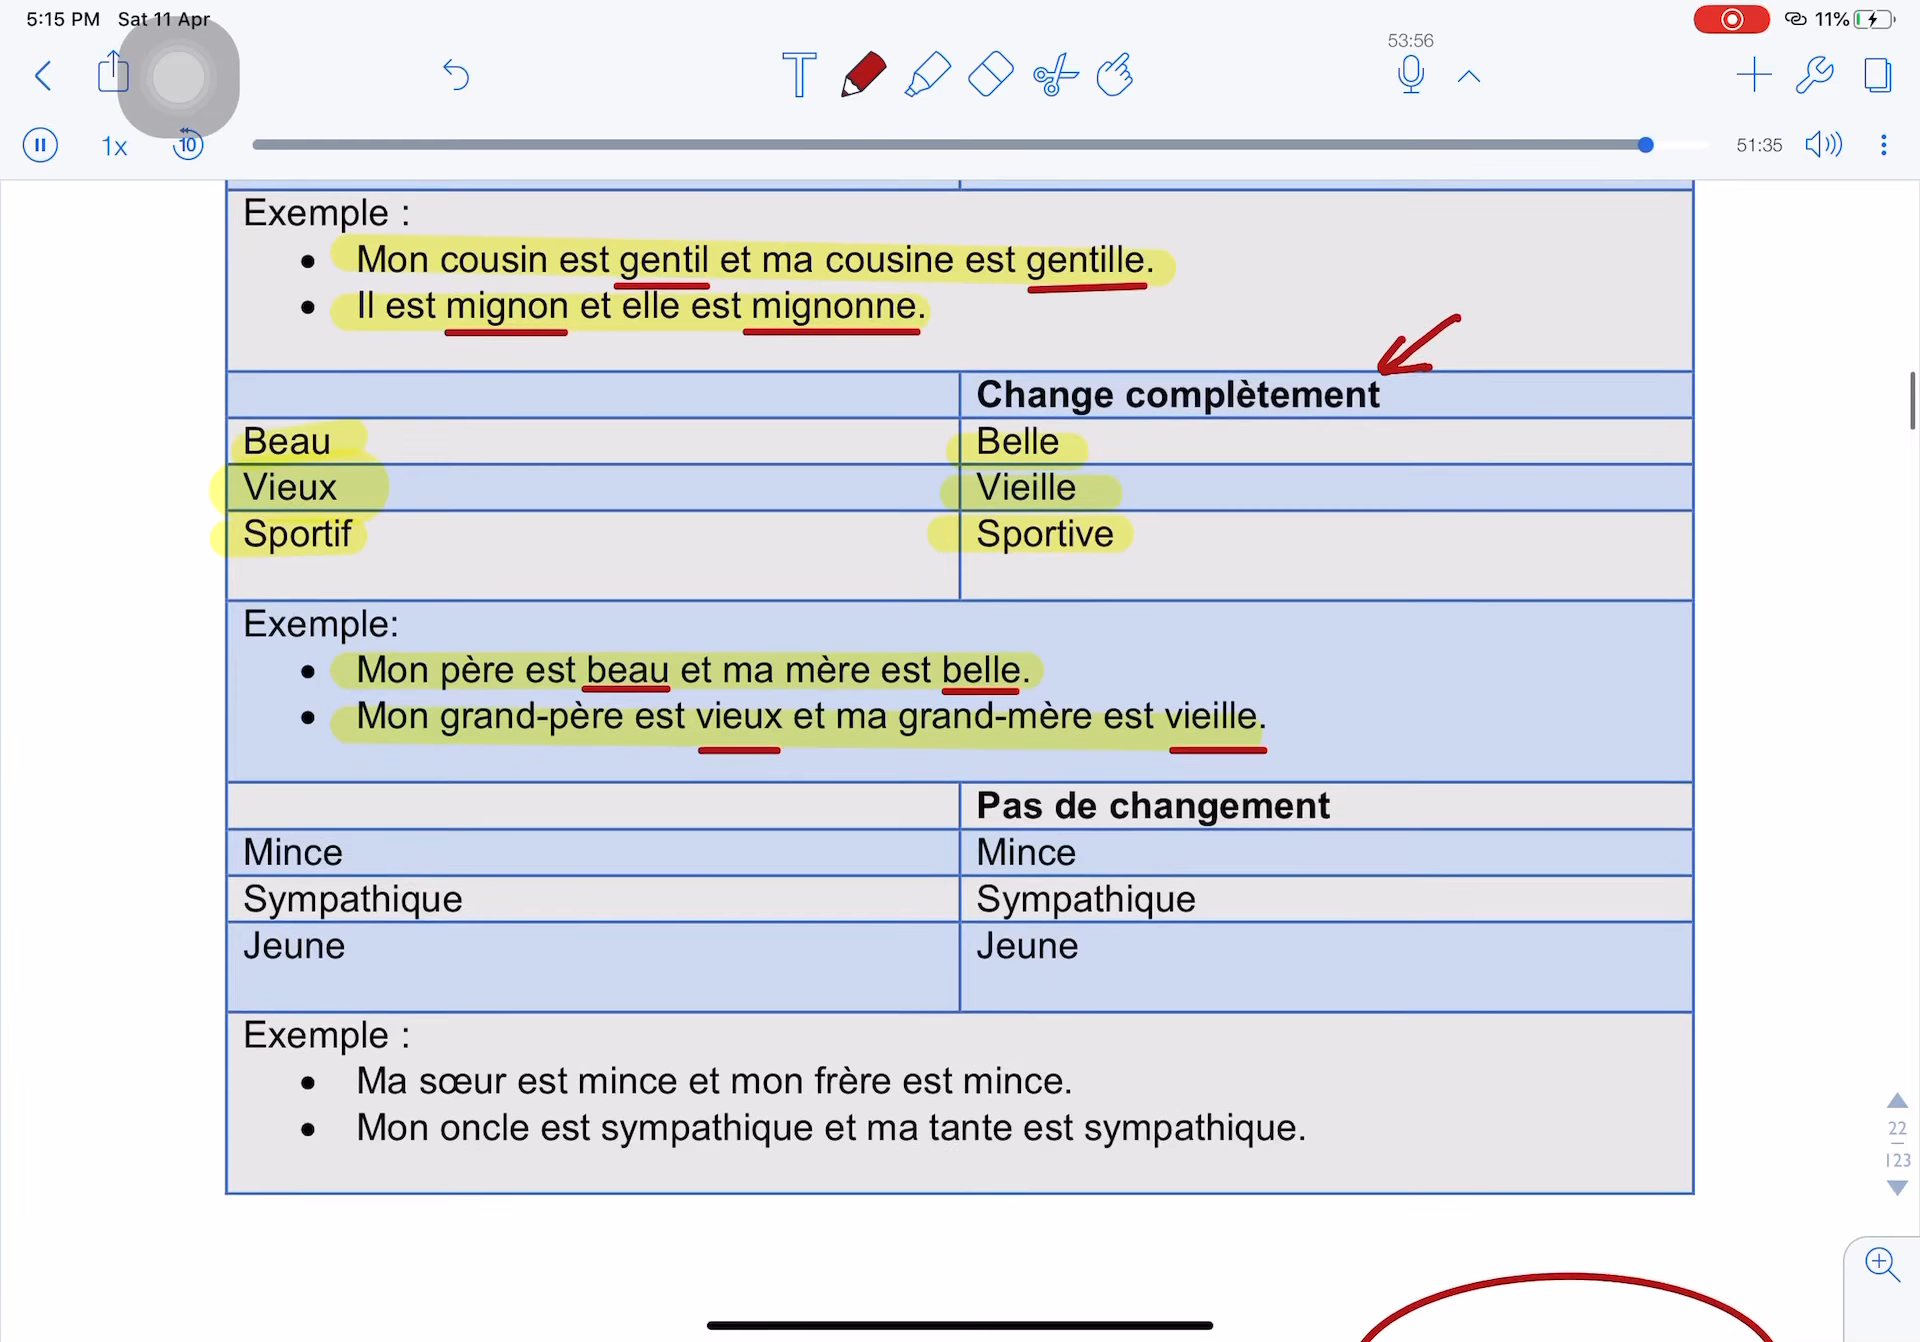 5:15 PM Sat 11 Apr
11%
53:56
1x
10
51:35
Exemple :
• Mon cousin est gentil et ma cousine est gentille.
• Il est mignon et elle est mignonne.
Change complètement
Beau Belle
Vieux Vieille
Sportif Sportive
Exemple:
• Mon père est beau et ma mère est belle.
• Mon grand-père est vieux et ma grand-mère est vieille.
Pas de changement
Mince Mince
Sympathique Sympathique
Jeune Jeune
Exemple :
• Ma sœur est mince et mon frère est mince.
• Mon oncle est sympathique et ma tante est sympathique.
22
123